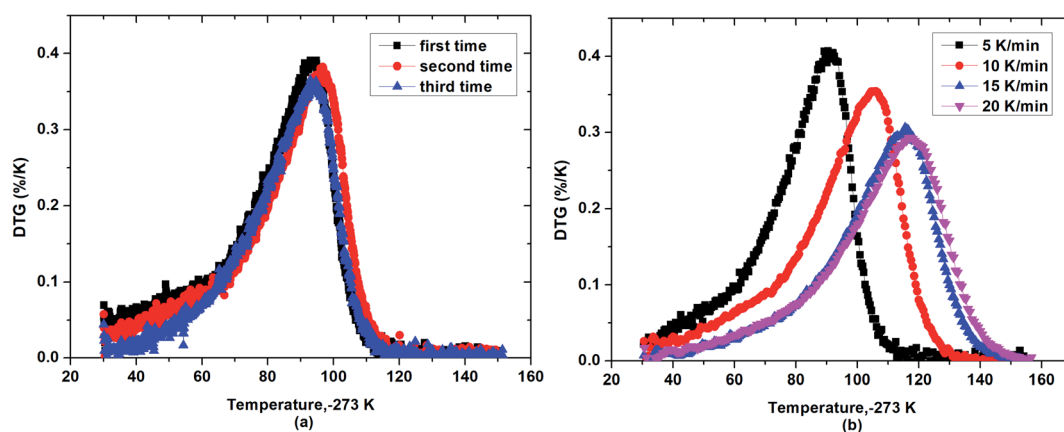 (a)
first time
second time
third time
DTG (%/K)
0.4
0.3
0.2
0.1
0.0
20 40 60 80 100 120 140 160
Temperature,-273 K
(a)
(b)
5 K/min
10 K/min
15 K/min
20 K/min
DTG (%/K)
0.4
0.3
0.2
0.1
0.0
20 40 60 80 100 120 140 160
Temperature,-273 K
(b)